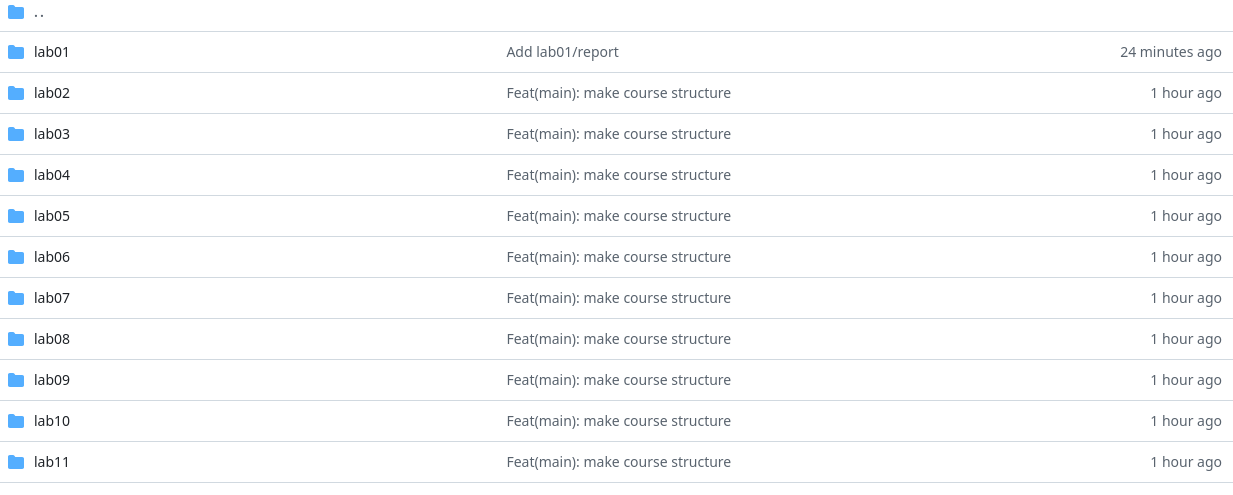 ..
lab01 Add lab01/report 24 minutes ago
lab02 Feat(main): make course structure 1 hour ago
lab03 Feat(main): make course structure 1 hour ago
lab04 Feat(main): make course structure 1 hour ago
lab05 Feat(main): make course structure 1 hour ago
lab06 Feat(main): make course structure 1 hour ago
lab07 Feat(main): make course structure 1 hour ago
lab08 Feat(main): make course structure 1 hour ago
lab09 Feat(main): make course structure 1 hour ago
lab10 Feat(main): make course structure 1 hour ago
lab11 Feat(main): make course structure 1 hour ago